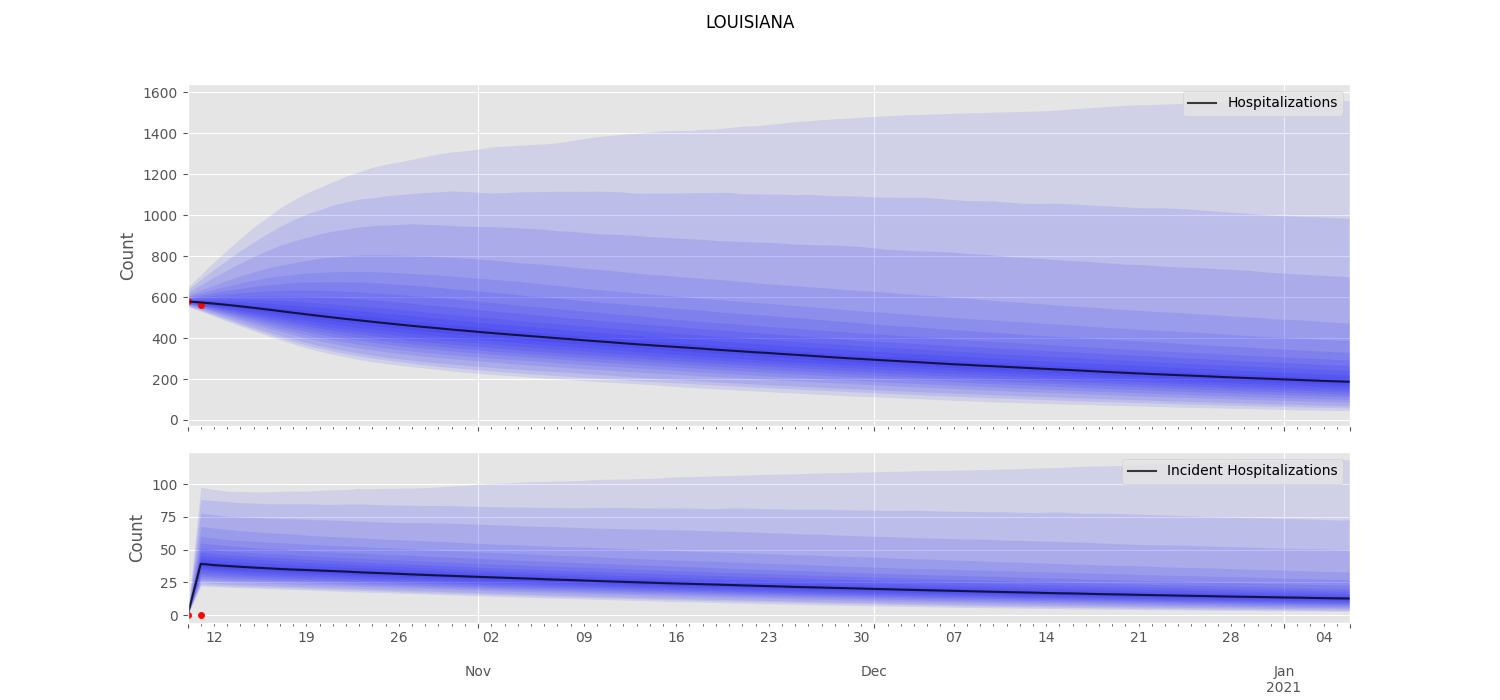 LOUISIANA
1600
1400
1200
1000
800
600
400
200
0
Count
Hospitalizations
100
75
50
25
0
Count
Incident Hospitalizations
12 19 26 02 09 16 23 30 07 14 21 28 04
Nov Dec Jan
2021